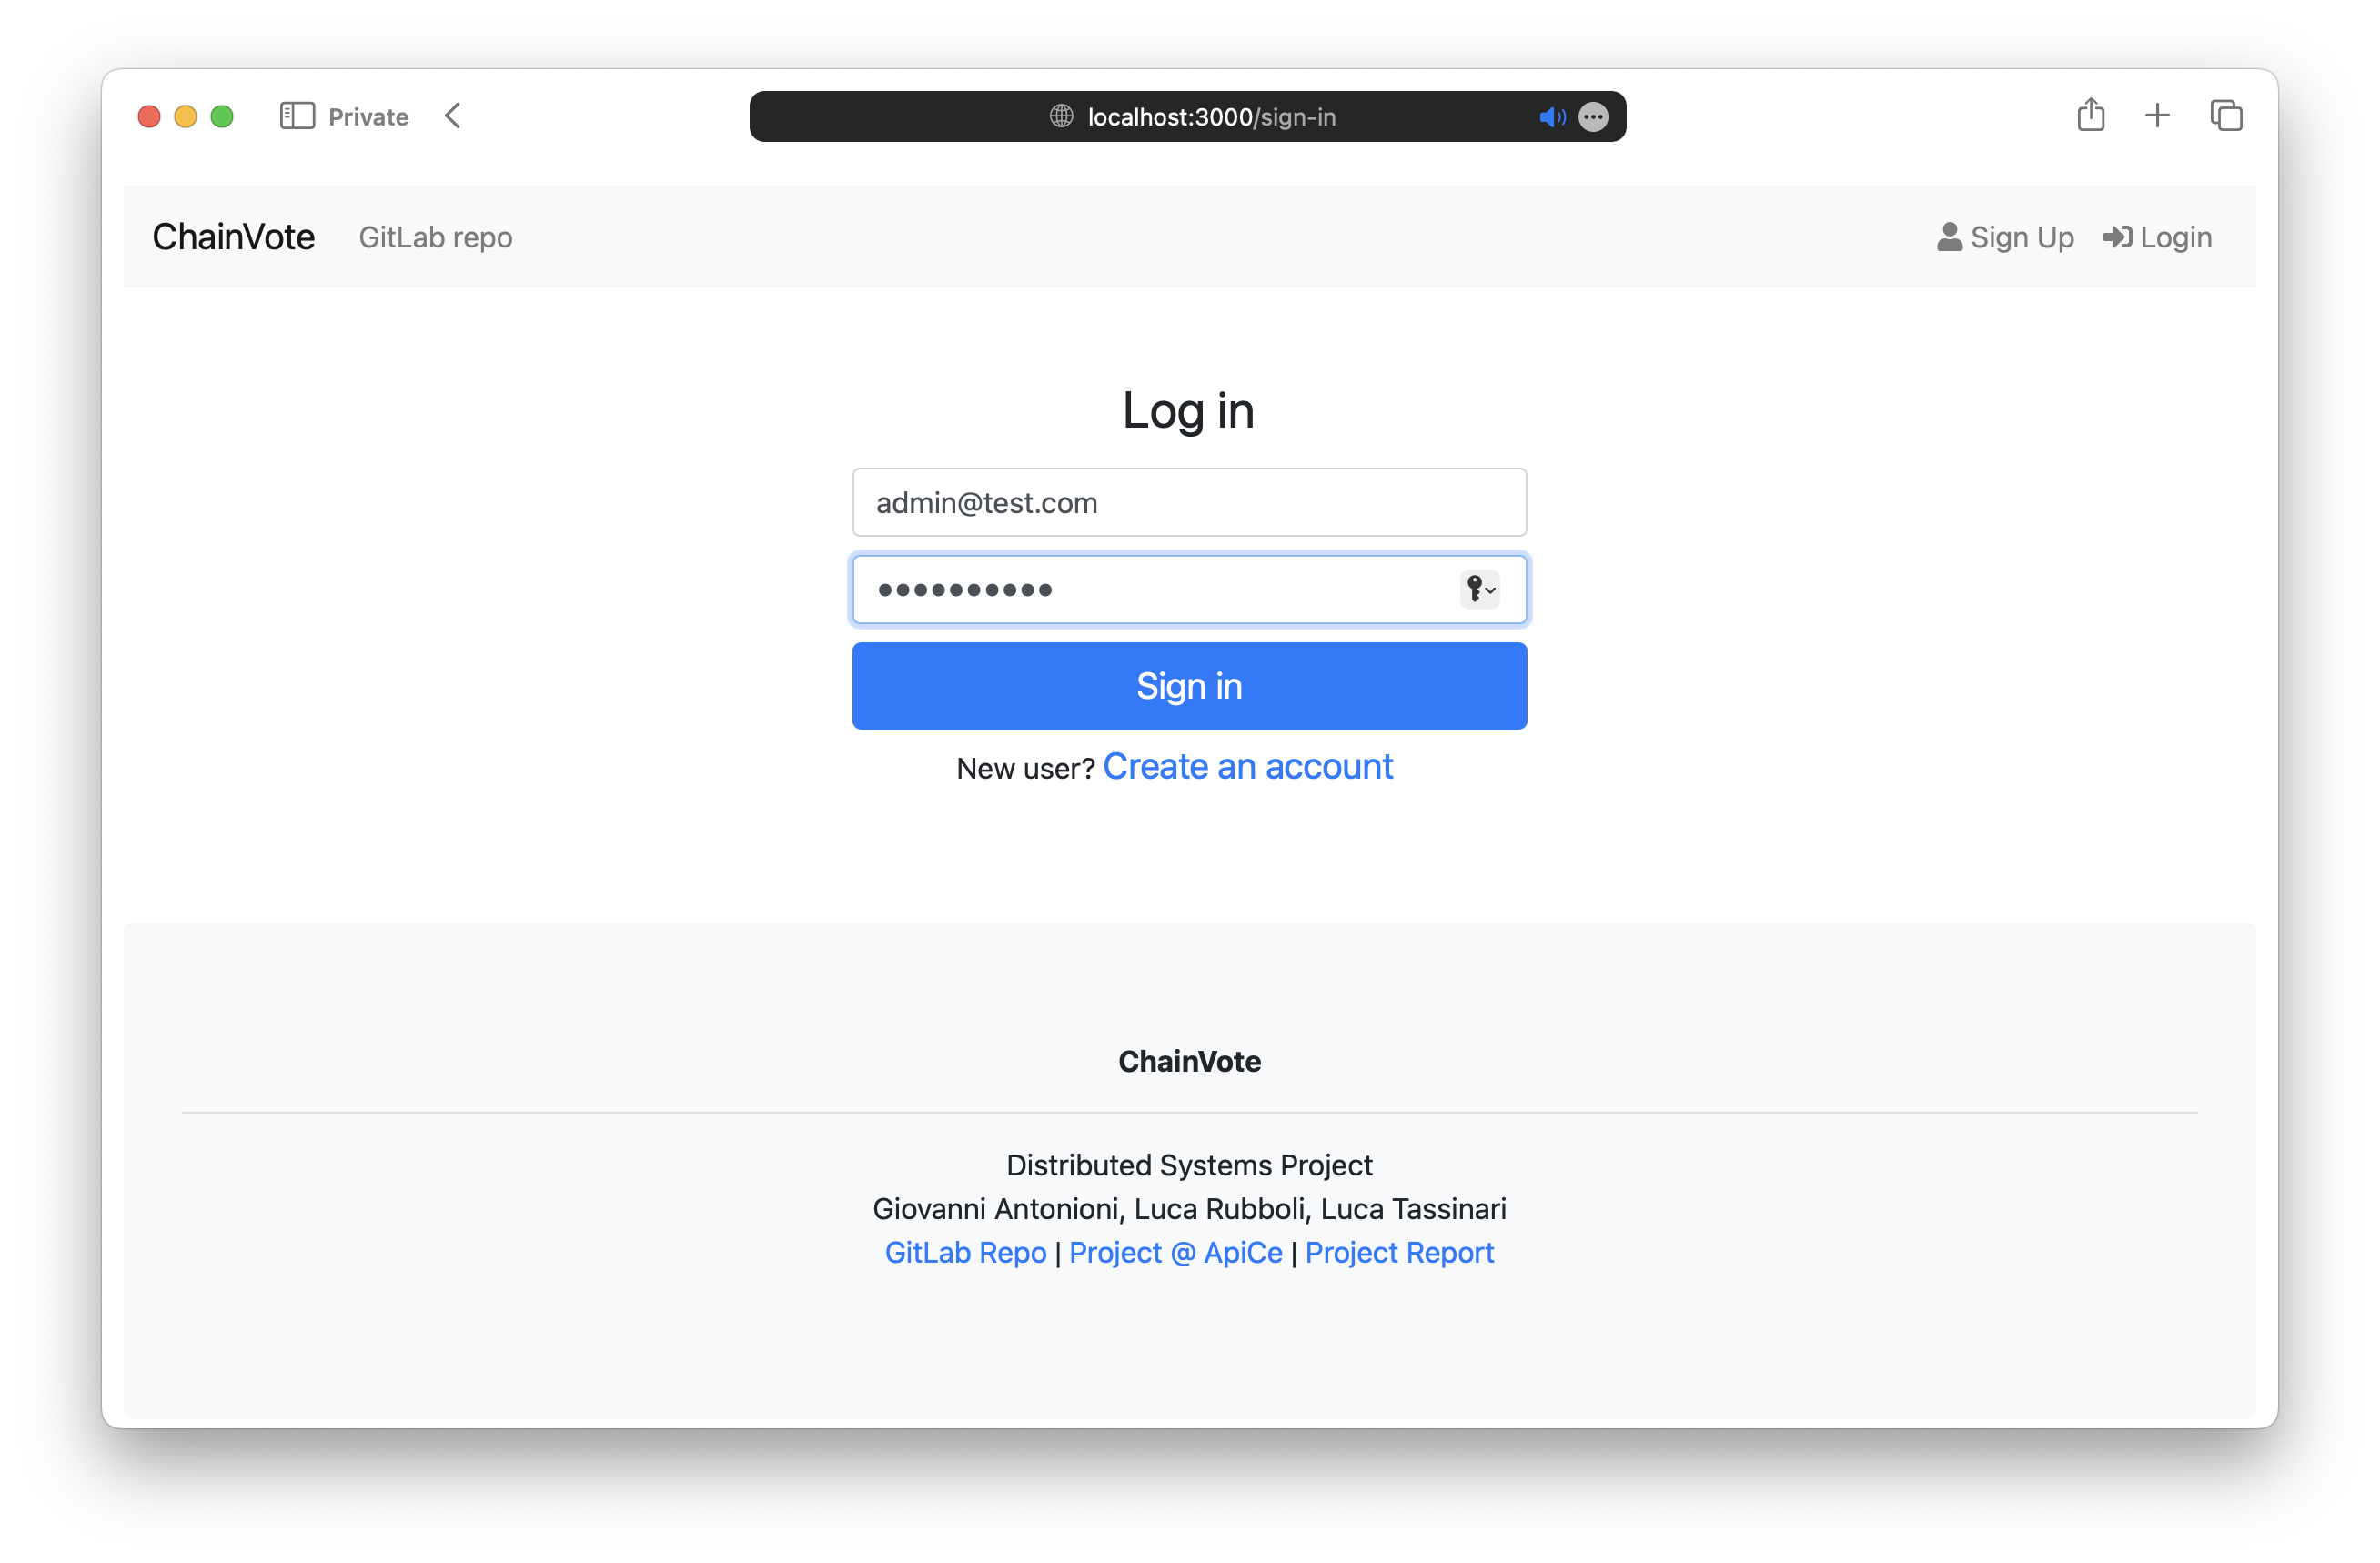 Private
localhost:3000/sign-in
ChainVote GitLab repo Sign Up Login
Log in
admin@test.com
••••••••••
Sign in
New user? Create an account
ChainVote
Distributed Systems Project
Giovanni Antonioni, Luca Rubboli, Luca Tassinari
GitLab Repo | Project @ ApiCe | Project Report